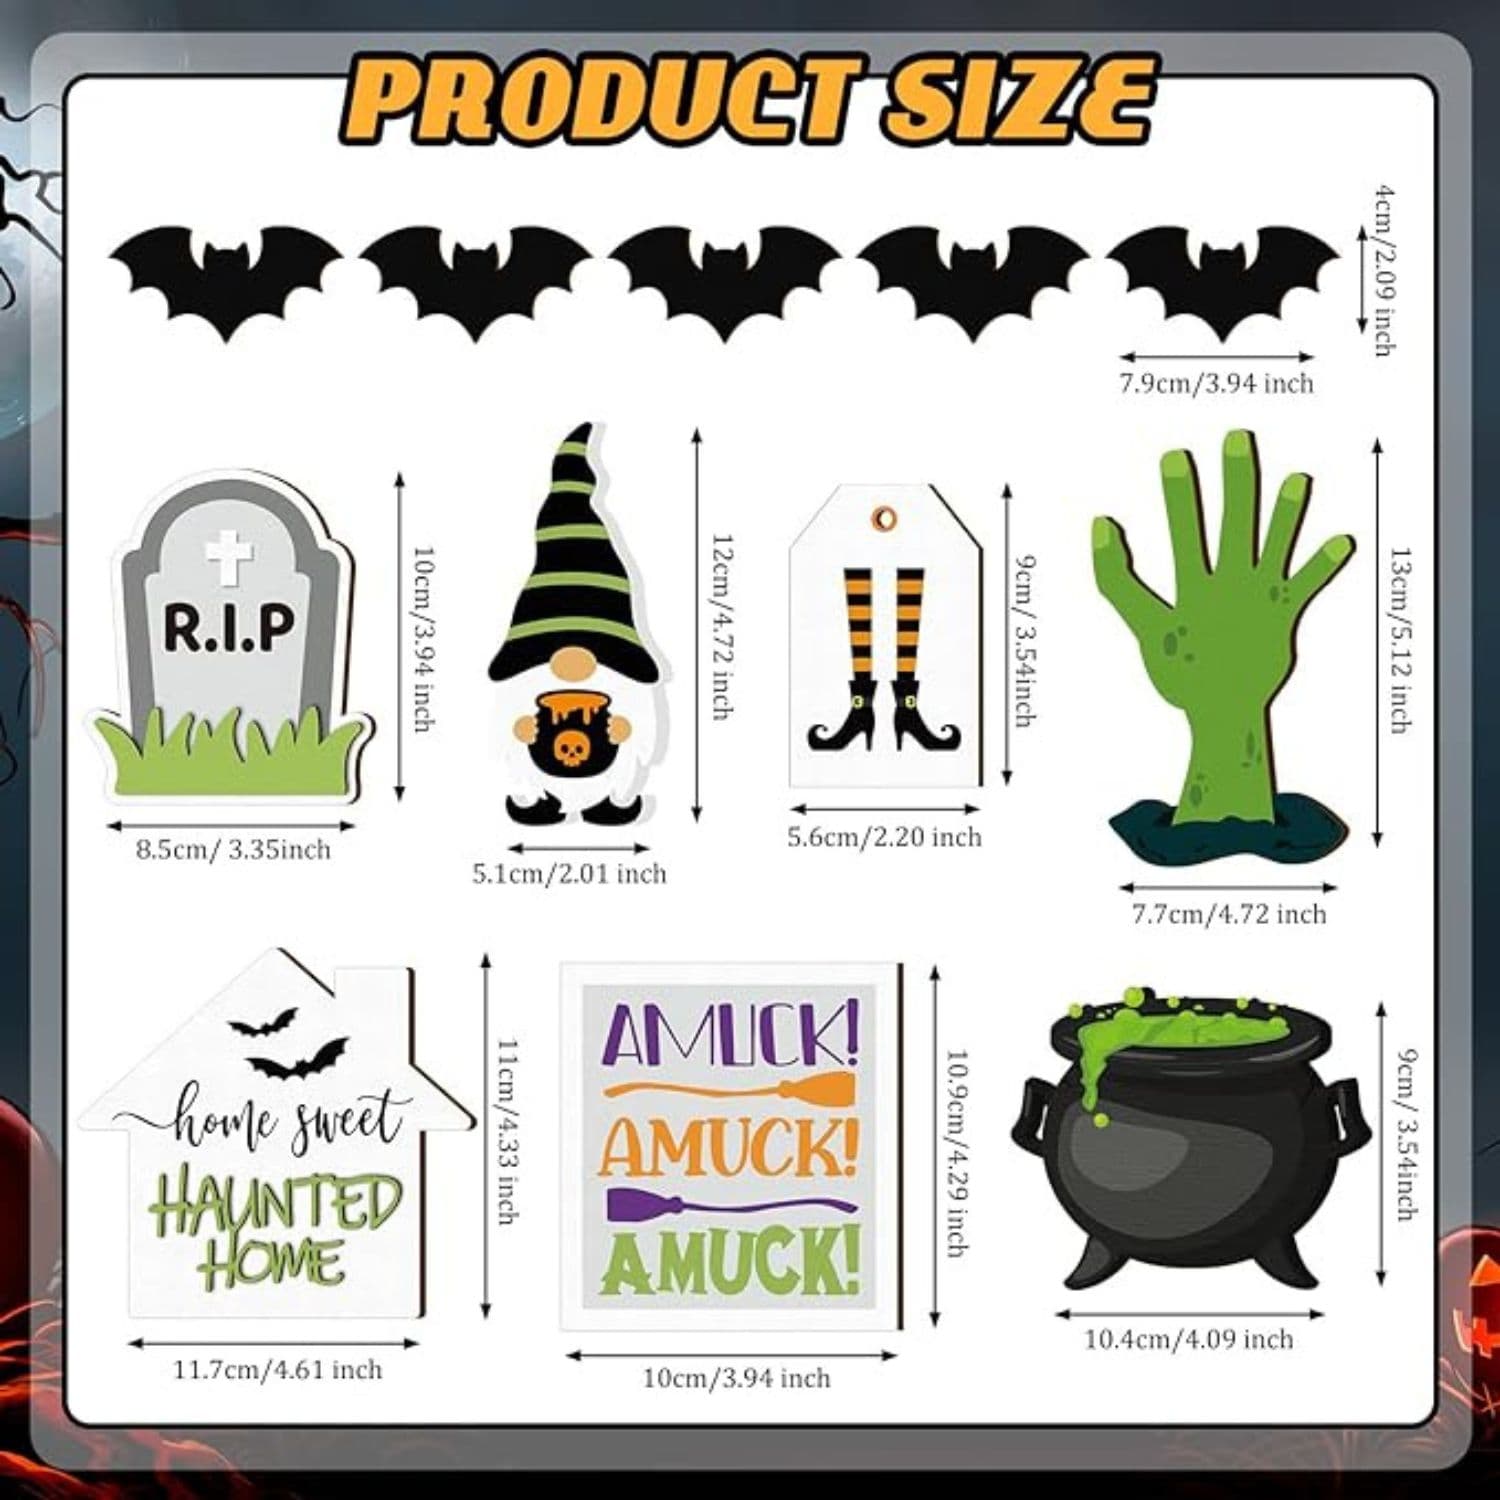 PRODUCT SIZE
4cm/2.09 inch
7.9cm/3.94 inch
R.I.P
10cm/3.94 inch
8.5cm/ 3.35inch
12cm/4.72 inch
5.1cm/2.01 inch
9cm/ 3.54inch
5.6cm/2.20 inch
13cm/5.12 inch
7.7cm/4.72 inch
home sweet
HAUNTED
HOME
11cm/4.33 inch
11.7cm/4.61 inch
AMUCK!
AMUCK!
AMUCK!
10.9cm/4.29 inch
10cm/3.94 inch
9cm/ 3.54inch
10.4cm/4.09 inch